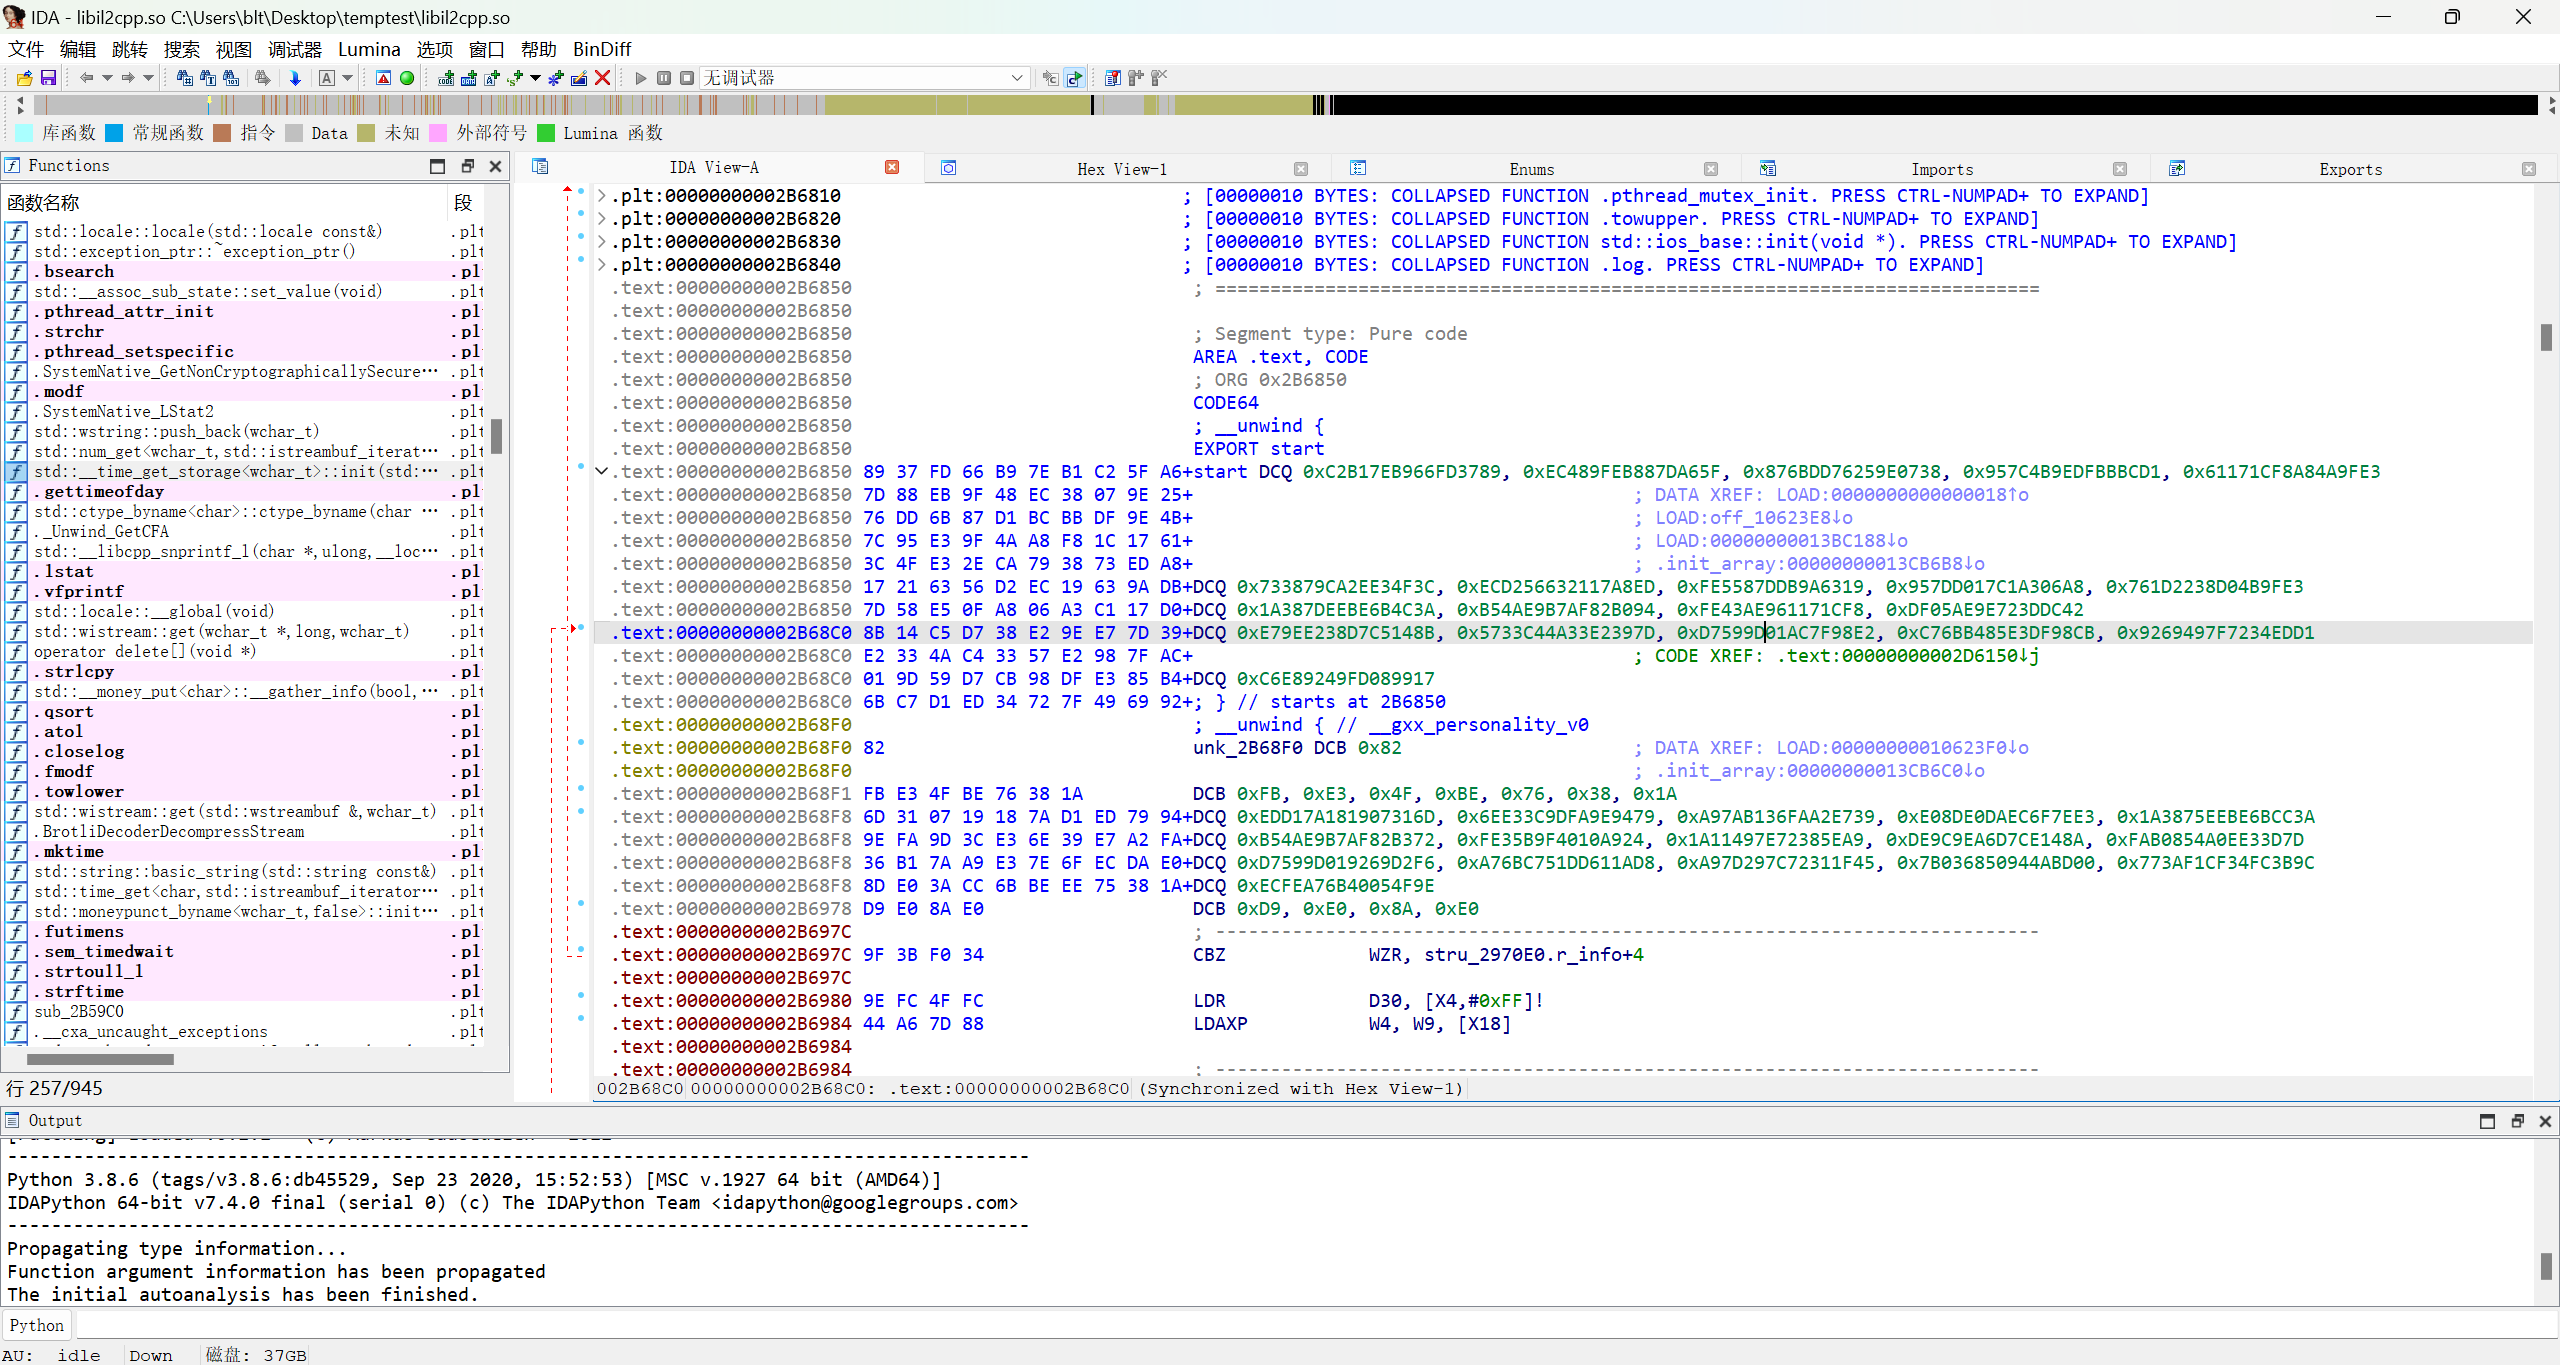 IDA - libil2cpp.so C:\Users\blt\Desktop\temptest\libil2cpp.so
文件 编辑 跳转 搜索 视图 调试器 Lumina 选项 窗口 帮助 BinDiff
无调试器
库函数 常规函数 指令 Data 未知 外部符号 Lumina 函数
Functions
函数名称 段
std::locale::locale(std::locale const&) .plt
std::exception_ptr::~exception_ptr() .plt
.bsearch .pl
std::__assoc_sub_state::set_value(void) .plt
.pthread_attr_init .pl
.strchr .pl
.pthread_setspecific .pl
.SystemNative_GetNonCryptographicallySecure… .plt
.modf .pl
.SystemNative_LStat2 .plt
std::wstring::push_back(wchar_t) .plt
std::num_get<wchar_t,std::istreambuf_iterat… .plt
std::__time_get_storage<wchar_t>::init(std:… .plt
.gettimeofday .pl
std::ctype_byname<char>::ctype_byname(char … .plt
._Unwind_GetCFA .plt
std::__libcpp_snprintf_l(char *,ulong,__loc… .plt
.lstat .pl
.vfprintf .pl
std::locale::__global(void) .plt
std::wistream::get(wchar_t *,long,wchar_t) .plt
operator delete[](void *) .plt
.strlcpy .pl
std::__money_put<char>::__gather_info(bool,… .plt
.qsort .pl
.atol .pl
.closelog .pl
.fmodf .pl
.towlower .pl
std::wistream::get(std::wstreambuf &,wchar_t) .plt
.BrotliDecoderDecompressStream .plt
.mktime .pl
std::string::basic_string(std::string const&) .plt
std::time_get<char,std::istreambuf_iterator… .plt
std::moneypunct_byname<wchar_t,false>::init… .plt
.futimens .pl
.sem_timedwait .pl
.strtoull_l .pl
.strftime .pl
sub_2B59C0 .plt
.__cxa_uncaught_exceptions .plt
行 257/945
IDA View-A Hex View-1 Enums Imports Exports
.plt:00000000002B6810 ; [00000010 BYTES: COLLAPSED FUNCTION .pthread_mutex_init. PRESS CTRL-NUMPAD+ TO EXPAND]
.plt:00000000002B6820 ; [00000010 BYTES: COLLAPSED FUNCTION .towupper. PRESS CTRL-NUMPAD+ TO EXPAND]
.plt:00000000002B6830 ; [00000010 BYTES: COLLAPSED FUNCTION std::ios_base::init(void *). PRESS CTRL-NUMPAD+ TO EXPAND]
.plt:00000000002B6840 ; [00000010 BYTES: COLLAPSED FUNCTION .log. PRESS CTRL-NUMPAD+ TO EXPAND]
.text:00000000002B6850 ; ===========================================================================
.text:00000000002B6850
.text:00000000002B6850 ; Segment type: Pure code
.text:00000000002B6850 AREA .text, CODE
.text:00000000002B6850 ; ORG 0x2B6850
.text:00000000002B6850 CODE64
.text:00000000002B6850 ; __unwind {
.text:00000000002B6850 EXPORT start
.text:00000000002B6850 89 37 FD 66 B9 7E B1 C2 5F A6+start DCQ 0xC2B17EB966FD3789, 0xEC489FEB887DA65F, 0x876BDD76259E0738, 0x957C4B9EDFBBBCD1, 0x61171CF8A84A9FE3
.text:00000000002B6850 7D 88 EB 9F 48 EC 38 07 9E 25+ ; DATA XREF: LOAD:0000000000000018↑o
.text:00000000002B6850 76 DD 6B 87 D1 BC BB DF 9E 4B+ ; LOAD:off_10623E8↓o
.text:00000000002B6850 7C 95 E3 9F 4A A8 F8 1C 17 61+ ; LOAD:00000000013BC188↓o
.text:00000000002B6850 3C 4F E3 2E CA 79 38 73 ED A8+ ; .init_array:00000000013CB6B8↓o
.text:00000000002B6850 17 21 63 56 D2 EC 19 63 9A DB+DCQ 0x733879CA2EE34F3C, 0xECD256632117A8ED, 0xFE5587DDB9A6319, 0x957DD017C1A306A8, 0x761D2238D04B9FE3
.text:00000000002B6850 7D 58 E5 0F A8 06 A3 C1 17 D0+DCQ 0x1A387DEEBE6B4C3A, 0xB54AE9B7AF82B094, 0xFE43AE961171CF8, 0xDF05AE9E723DDC42
.text:00000000002B68C0 8B 14 C5 D7 38 E2 9E E7 7D 39+DCQ 0xE79EE238D7C5148B, 0x5733C44A33E2397D, 0xD7599D01AC7F98E2, 0xC76BB485E3DF98CB, 0x9269497F7234EDD1
.text:00000000002B68C0 E2 33 4A C4 33 57 E2 98 7F AC+ ; CODE XREF: .text:00000000002D6150↓j
.text:00000000002B68C0 01 9D 59 D7 CB 98 DF E3 85 B4+DCQ 0xC6E89249FD089917
.text:00000000002B68C0 6B C7 D1 ED 34 72 7F 49 69 92+; } // starts at 2B6850
.text:00000000002B68F0 ; __unwind { // __gxx_personality_v0
.text:00000000002B68F0 82 unk_2B68F0 DCB 0x82 ; DATA XREF: LOAD:00000000010623F0↓o
.text:00000000002B68F0 ; .init_array:00000000013CB6C0↓o
.text:00000000002B68F1 FB E3 4F BE 76 38 1A DCB 0xFB, 0xE3, 0x4F, 0xBE, 0x76, 0x38, 0x1A
.text:00000000002B68F8 6D 31 07 19 18 7A D1 ED 79 94+DCQ 0xEDD17A181907316D, 0x6EE33C9DFA9E9479, 0xA97AB136FAA2E739, 0xE08DE0DAEC6F7EE3, 0x1A3875EEBE6BCC3A
.text:00000000002B68F8 9E FA 9D 3C E3 6E 39 E7 A2 FA+DCQ 0xB54AE9B7AF82B372, 0xFE35B9F4010A924, 0x1A11497E72385EA9, 0xDE9C9EA6D7CE148A, 0xFAB0854A0EE33D7D
.text:00000000002B68F8 36 B1 7A A9 E3 7E 6F EC DA E0+DCQ 0xD7599D019269D2F6, 0xA76BC751DD611AD8, 0xA97D297C72311F45, 0x7B036850944ABD00, 0x773AF1CF34FC3B9C
.text:00000000002B68F8 8D E0 3A CC 6B BE EE 75 38 1A+DCQ 0xECFEA76B40054F9E
.text:00000000002B6978 D9 E0 8A E0 DCB 0xD9, 0xE0, 0x8A, 0xE0
.text:00000000002B697C ; ---------------------------------------------------------------------------
.text:00000000002B697C 9F 3B F0 34 CBZ WZR, stru_2970E0.r_info+4
.text:00000000002B697C
.text:00000000002B6980 9E FC 4F FC LDR D30, [X4,#0xFF]!
.text:00000000002B6984 44 A6 7D 88 LDAXP W4, W9, [X18]
.text:00000000002B6984
.text:00000000002B6984 ; ---------------------------------------------------------------------------
002B68C0 00000000002B68C0: .text:00000000002B68C0 (Synchronized with Hex View-1)
Output
---------------------------------------------------------------------------------------------
Python 3.8.6 (tags/v3.8.6:db45529, Sep 23 2020, 15:52:53) [MSC v.1927 64 bit (AMD64)]
IDAPython 64-bit v7.4.0 final (serial 0) (c) The IDAPython Team <idapython@googlegroups.com>
---------------------------------------------------------------------------------------------
Propagating type information...
Function argument information has been propagated
The initial autoanalysis has been finished.
Python
AU: idle Down 磁盘: 37GB